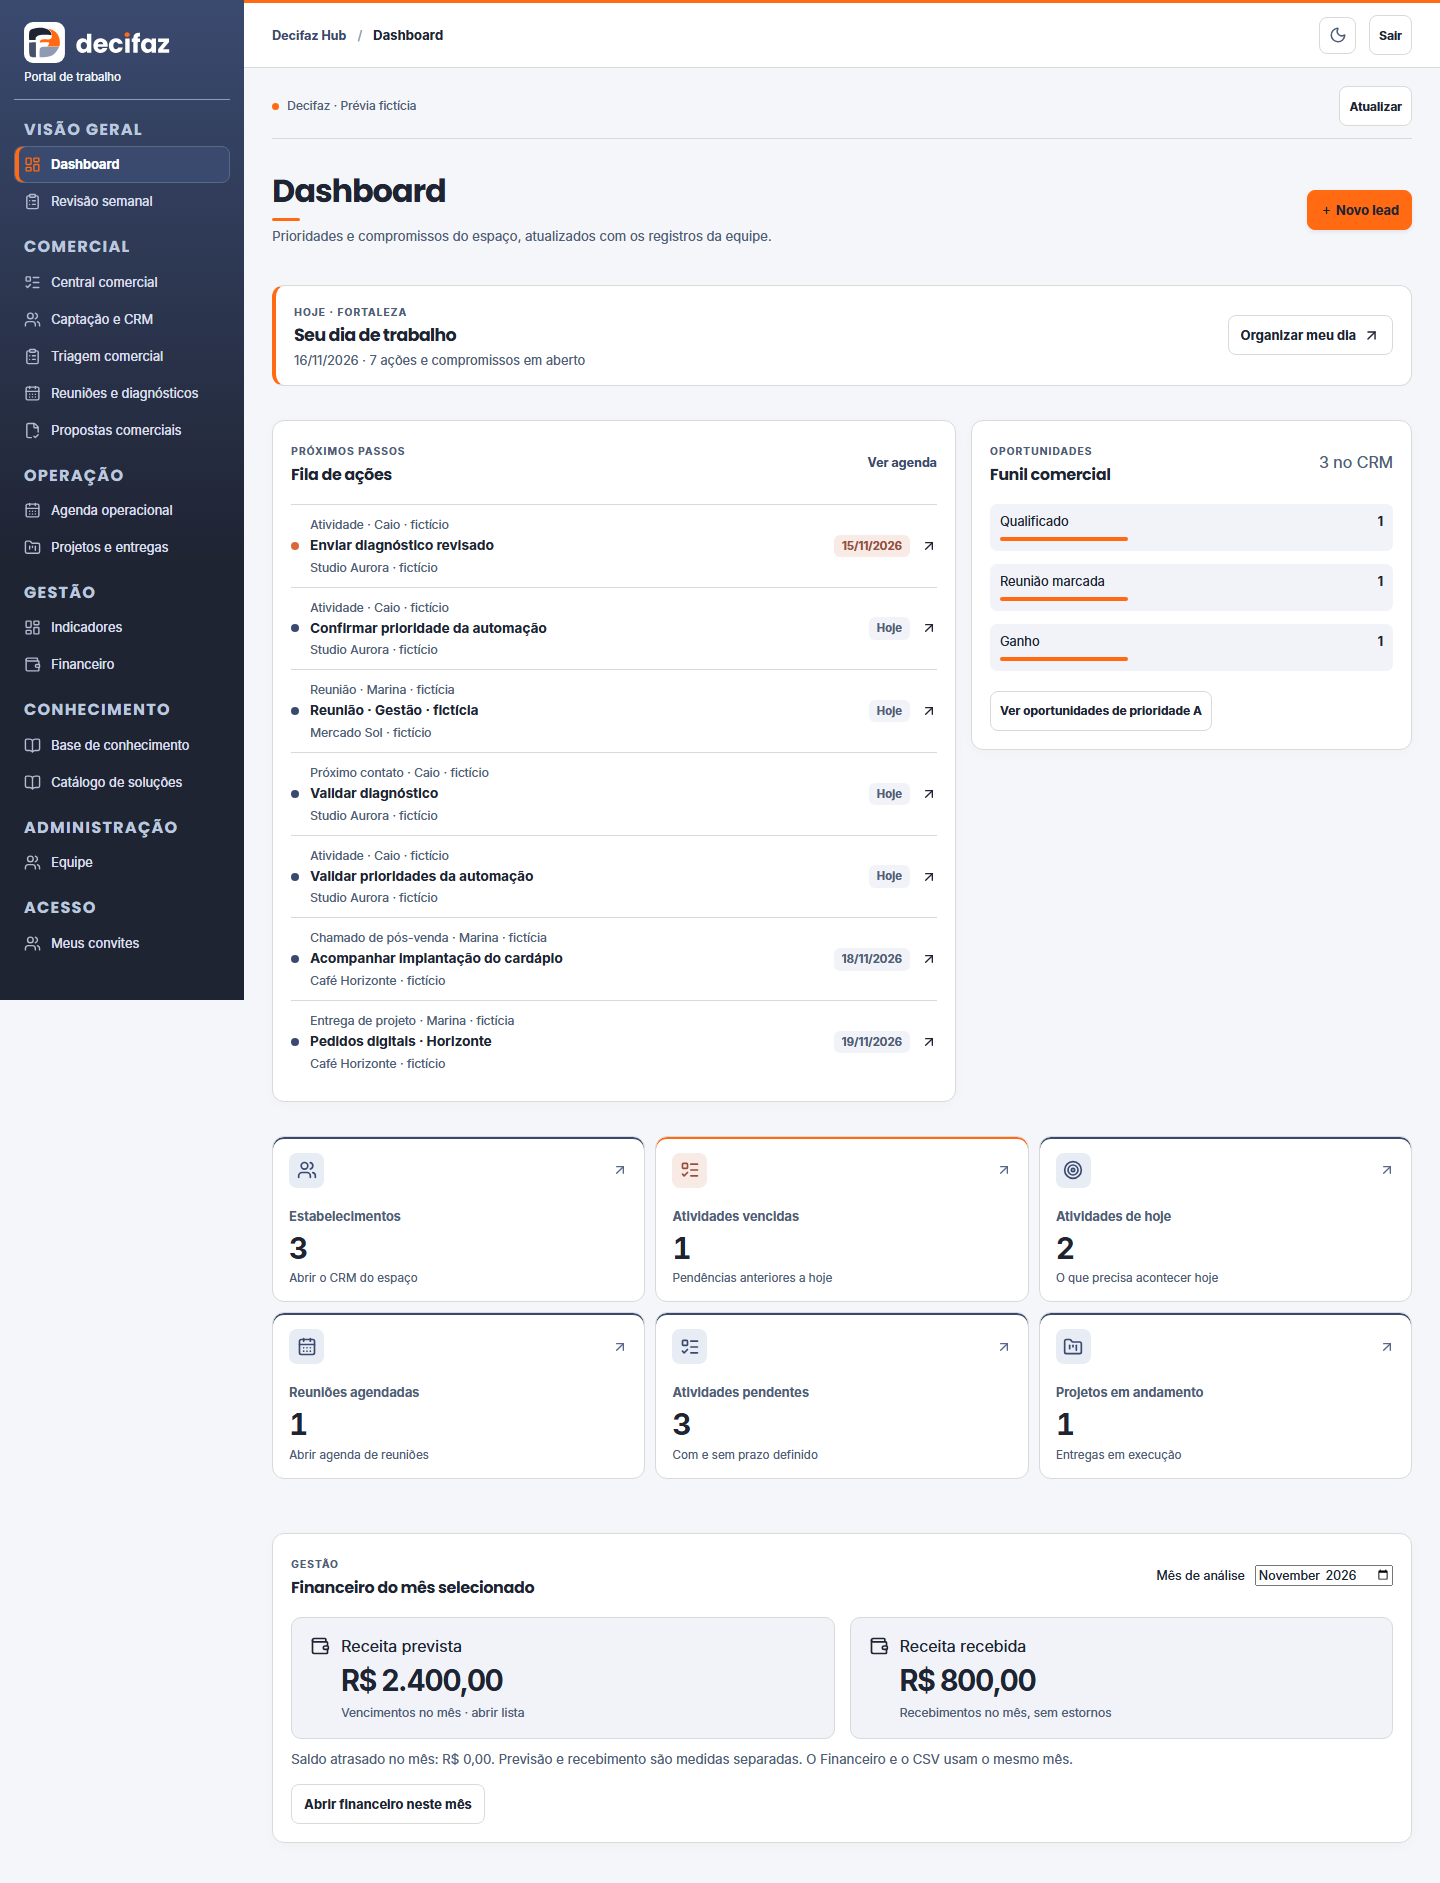 decifaz
Portal de trabalho
VISÃO GERAL
Dashboard
Revisão semanal
COMERCIAL
Central comercial
Captação e CRM
Triagem comercial
Reuniões e diagnósticos
Propostas comerciais
OPERAÇÃO
Agenda operacional
Projetos e entregas
GESTÃO
Indicadores
Financeiro
CONHECIMENTO
Base de conhecimento
Catálogo de soluções
ADMINISTRAÇÃO
Equipe
ACESSO
Meus convites
Decifaz Hub / Dashboard
Sair
Decifaz · Prévia fictícia
Atualizar
Dashboard
Prioridades e compromissos do espaço, atualizados com os registros da equipe.
+ Novo lead
HOJE · FORTALEZA
Seu dia de trabalho
16/11/2026 · 7 ações e compromissos em aberto
Organizar meu dia
PRÓXIMOS PASSOS
Fila de ações
Ver agenda
Atividade · Caio · fictício
Enviar diagnóstico revisado
Studio Aurora · fictício
15/11/2026
Atividade · Caio · fictício
Confirmar prioridade da automação
Studio Aurora · fictício
Hoje
Reunião · Marina · fictícia
Reunião · Gestão · fictícia
Mercado Sol · fictício
Hoje
Próximo contato · Caio · fictício
Validar diagnóstico
Studio Aurora · fictício
Hoje
Atividade · Caio · fictício
Validar prioridades da automação
Studio Aurora · fictício
Hoje
Chamado de pós-venda · Marina · fictícia
Acompanhar implantação do cardápio
Café Horizonte · fictício
18/11/2026
Entrega de projeto · Marina · fictícia
Pedidos digitais · Horizonte
Café Horizonte · fictício
19/11/2026
OPORTUNIDADES
Funil comercial
3 no CRM
Qualificado 1
Reunião marcada 1
Ganho 1
Ver oportunidades de prioridade A
Estabelecimentos
3
Abrir o CRM do espaço
Atividades vencidas
1
Pendências anteriores a hoje
Atividades de hoje
2
O que precisa acontecer hoje
Reuniões agendadas
1
Abrir agenda de reuniões
Atividades pendentes
3
Com e sem prazo definido
Projetos em andamento
1
Entregas em execução
GESTÃO
Financeiro do mês selecionado
Mês de análise November 2026
Receita prevista
R$ 2.400,00
Vencimentos no mês · abrir lista
Receita recebida
R$ 800,00
Recebimentos no mês, sem estornos
Saldo atrasado no mês: R$ 0,00. Previsão e recebimento são medidas separadas. O Financeiro e o CSV usam o mesmo mês.
Abrir financeiro neste mês